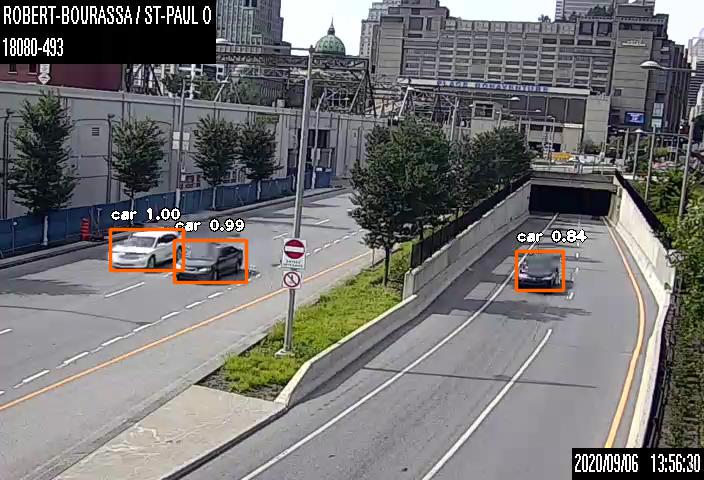 ROBERT-BOURASSA / ST-PAUL O
18080-493
PLACE BONAVENTURE
car 1.00
car 0.99
car 0.84
2020/09/06 13:56:30